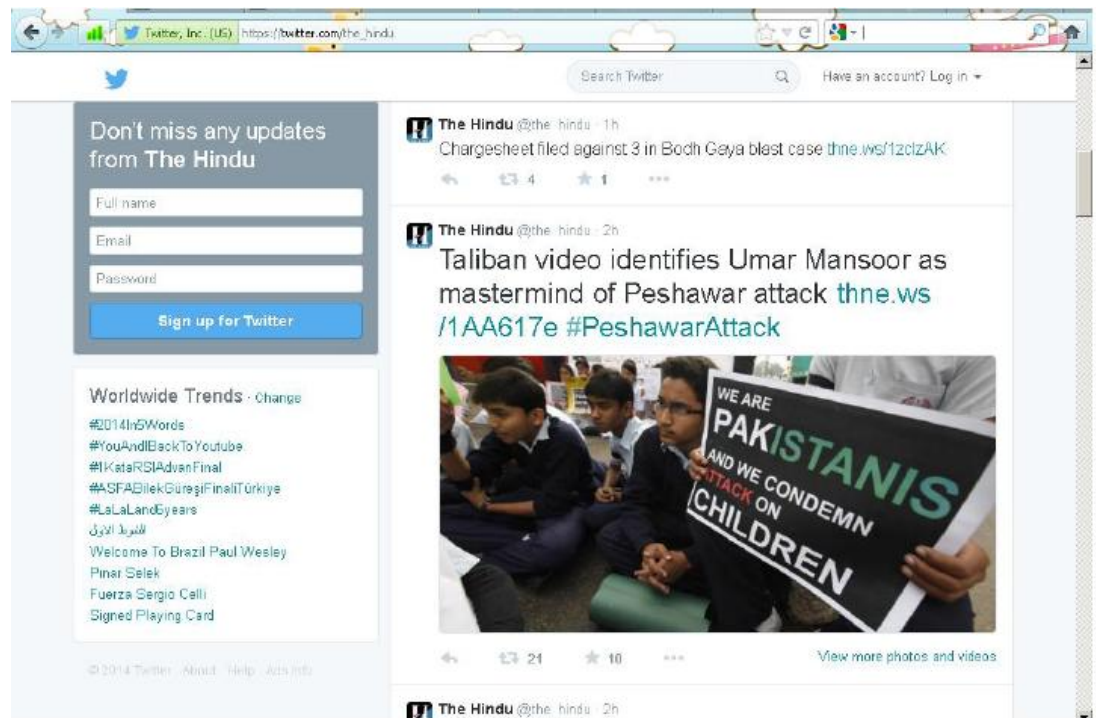 Twitter, Inc. (US) https://twitter.com/the_hindu
Search Twitter
Have an account? Log in
Don't miss any updates
from The Hindu
Full name
Email
Password
Sign up for Twitter
Worldwide Trends · Change
#2014In5Words
#YouAndIBackToYoutube
#1KataRSIAdvanFinal
#ASFABilekGüreşiFinaliTürkiye
#LaLaLand6years
Welcome To Brazil Paul Wesley
Pınar Selek
Fuerza Sergio Celli
Signed Playing Card
© 2014 Twitter About Help Ads info
The Hindu @the_hindu · 1h
Chargesheet filed against 3 in Bodh Gaya blast case thne.ws/1zclzAK
4 1
The Hindu @the_hindu · 2h
Taliban video identifies Umar Mansoor as
mastermind of Peshawar attack thne.ws
/1AA617e #PeshawarAttack
WE ARE
PAKISTANIS
AND WE CONDEMN
ATTACK ON
CHILDREN
21 10
View more photos and videos
The Hindu @the_hindu · 2h